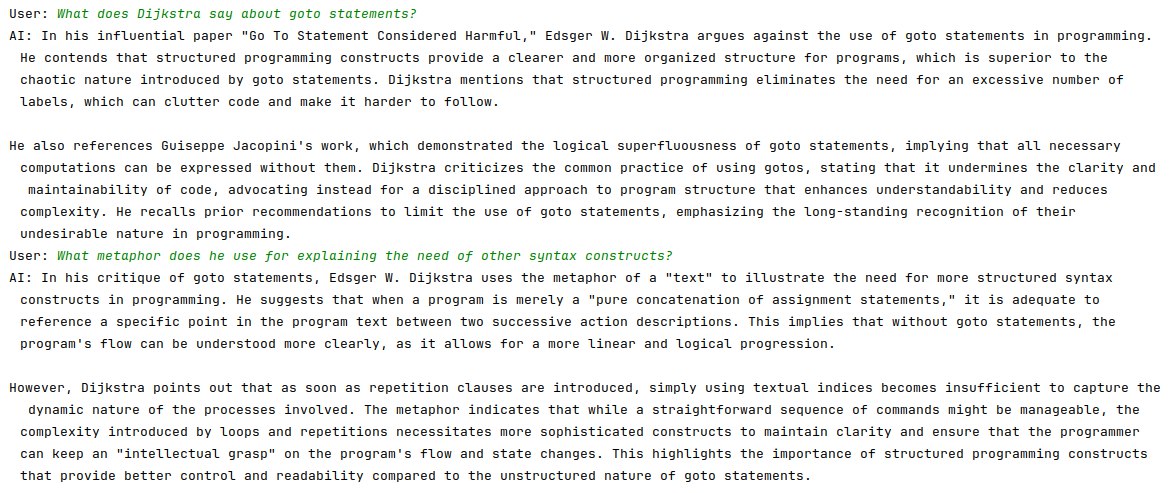 User: What does Dijkstra say about goto statements?
AI: In his influential paper "Go To Statement Considered Harmful," Edsger W. Dijkstra argues against the use of goto statements in programming.
He contends that structured programming constructs provide a clearer and more organized structure for programs, which is superior to the
chaotic nature introduced by goto statements. Dijkstra mentions that structured programming eliminates the need for an excessive number of
labels, which can clutter code and make it harder to follow.
He also references Guiseppe Jacopini's work, which demonstrated the logical superfluousness of goto statements, implying that all necessary
computations can be expressed without them. Dijkstra criticizes the common practice of using gotos, stating that it undermines the clarity and
maintainability of code, advocating instead for a disciplined approach to program structure that enhances understandability and reduces
complexity. He recalls prior recommendations to limit the use of goto statements, emphasizing the long-standing recognition of their
undesirable nature in programming.
User: What metaphor does he use for explaining the need of other syntax constructs?
AI: In his critique of goto statements, Edsger W. Dijkstra uses the metaphor of a "text" to illustrate the need for more structured syntax
constructs in programming. He suggests that when a program is merely a "pure concatenation of assignment statements," it is adequate to
reference a specific point in the program text between two successive action descriptions. This implies that without goto statements, the
program's flow can be understood more clearly, as it allows for a more linear and logical progression.
However, Dijkstra points out that as soon as repetition clauses are introduced, simply using textual indices becomes insufficient to capture the
dynamic nature of the processes involved. The metaphor indicates that while a straightforward sequence of commands might be manageable, the
complexity introduced by loops and repetitions necessitates more sophisticated constructs to maintain clarity and ensure that the programmer
can keep an "intellectual grasp" on the program's flow and state changes. This highlights the importance of structured programming constructs
that provide better control and readability compared to the unstructured nature of goto statements.